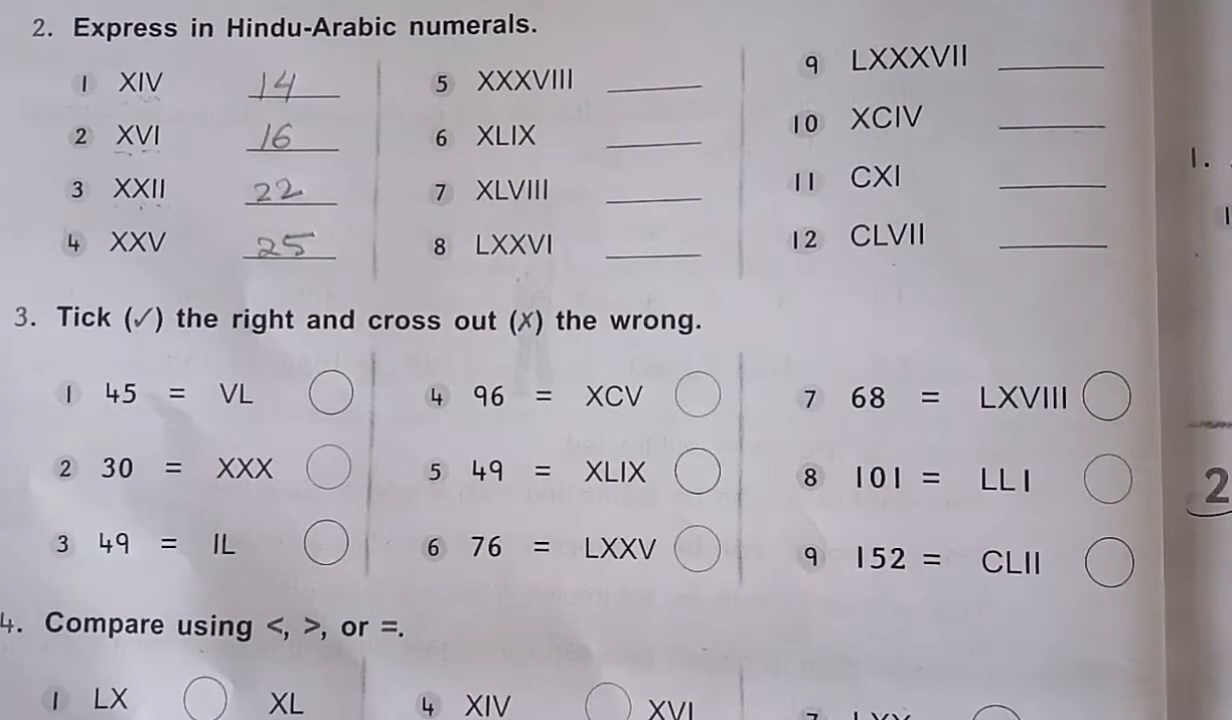 2. Express in Hindu-Arabic numerals.
1 XIV 14
2 XVI 16
3 XXII 22
4 XXV 25
5 XXXVIII
6 XLIX
7 XLVIII
8 LXXVI
9 LXXXVII
10 XCIV
11 CXI
12 CLVII
3. Tick (✓) the right and cross out (✗) the wrong.
1 45 = VL
2 30 = XXX
3 49 = IL
4 96 = XCV
5 49 = XLIX
6 76 = LXXV
7 68 = LXVIII
8 101 = LLI
9 152 = CLII
4. Compare using <, >, or =.
1 LX XL
4 XIV XVI
1.
2